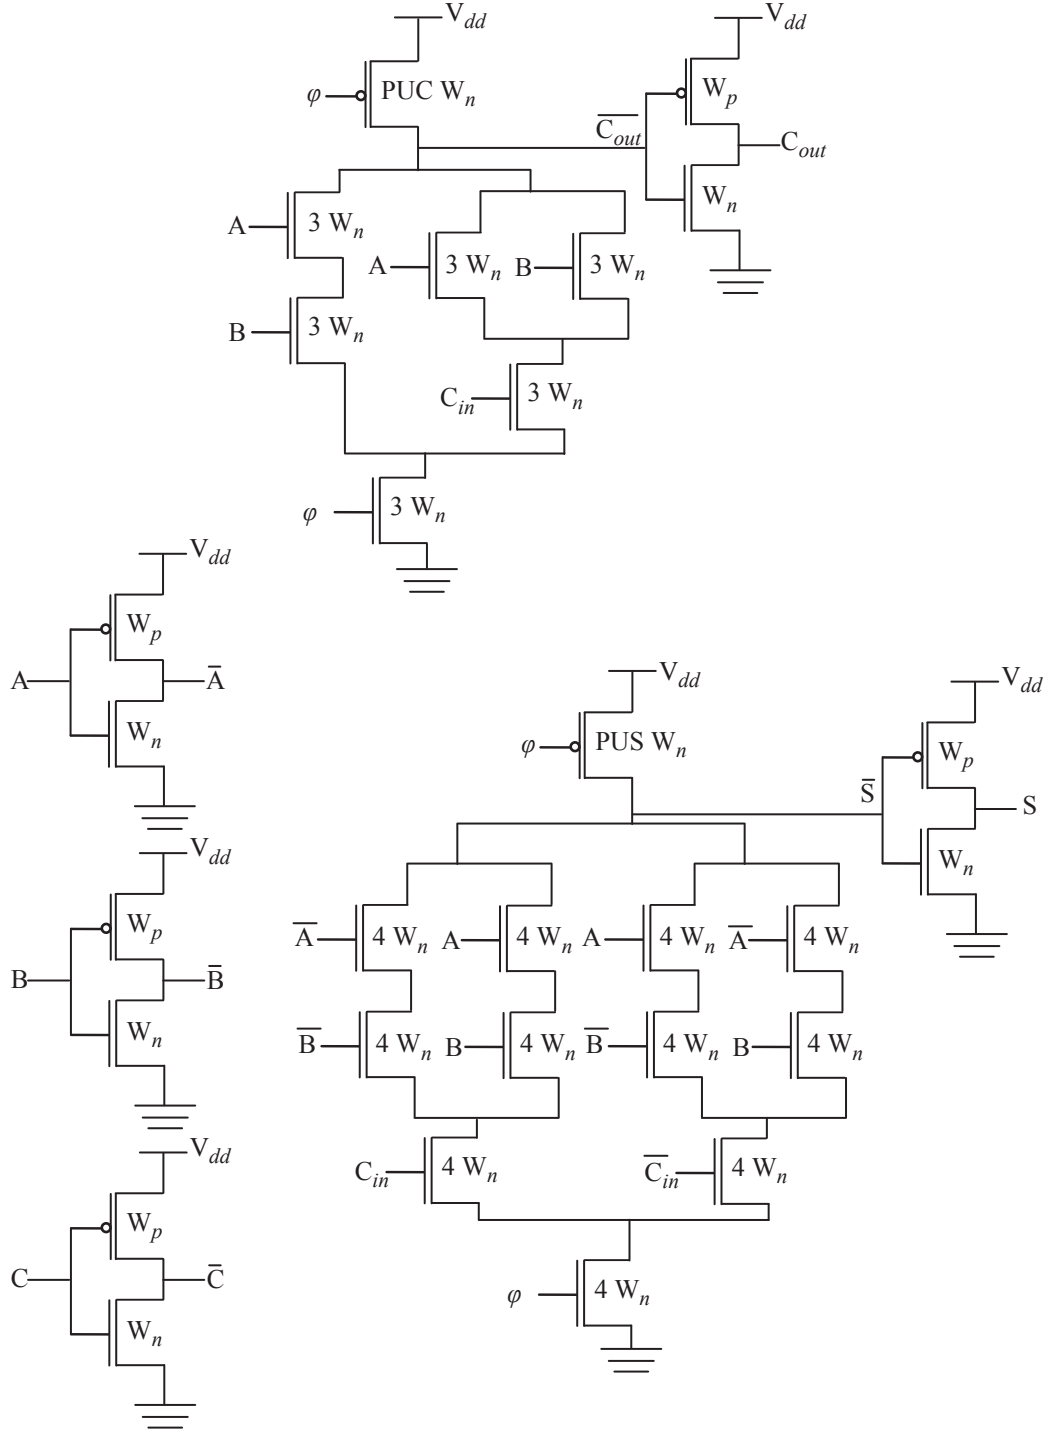 V_dd
V_dd
φ
PUC W_n
W_p
C̅_o̅u̅t̅
C_out
W_n
A
3 W_n
A
3 W_n
B
3 W_n
B
3 W_n
C_in
3 W_n
φ
3 W_n
V_dd
W_p
A
A̅
W_n
V_dd
V_dd
φ
PUS W_n
W_p
S̅
S
W_n
V_dd
W_p
B
B̅
W_n
A̅
4 W_n
A
4 W_n
A
4 W_n
A̅
4 W_n
B̅
4 W_n
B
4 W_n
B̅
4 W_n
B
4 W_n
V_dd
C_in
4 W_n
C̅_i̅n̅
4 W_n
W_p
C
C̅
W_n
φ
4 W_n